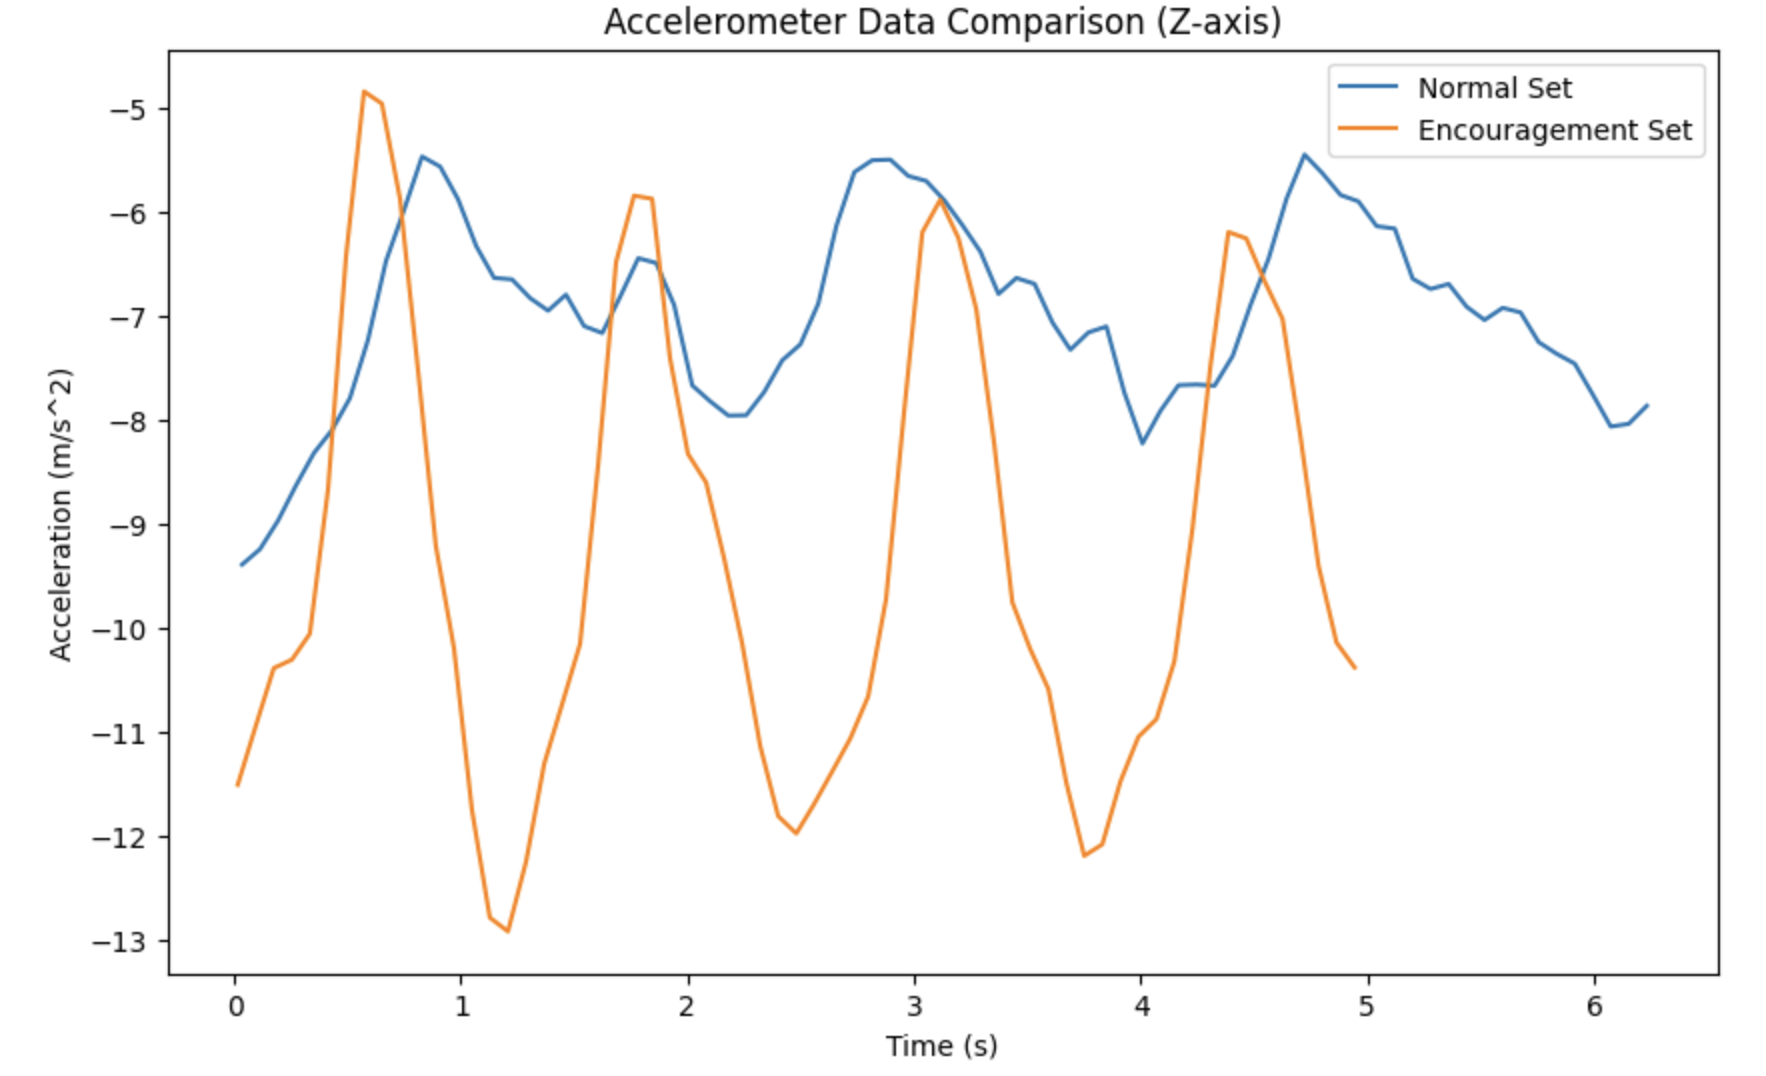 Accelerometer Data Comparison (Z-axis)
Normal Set
Encouragement Set
−5
−6
−7
−8
−9
−10
−11
−12
−13
Acceleration (m/s^2)
0 1 2 3 4 5 6
Time (s)